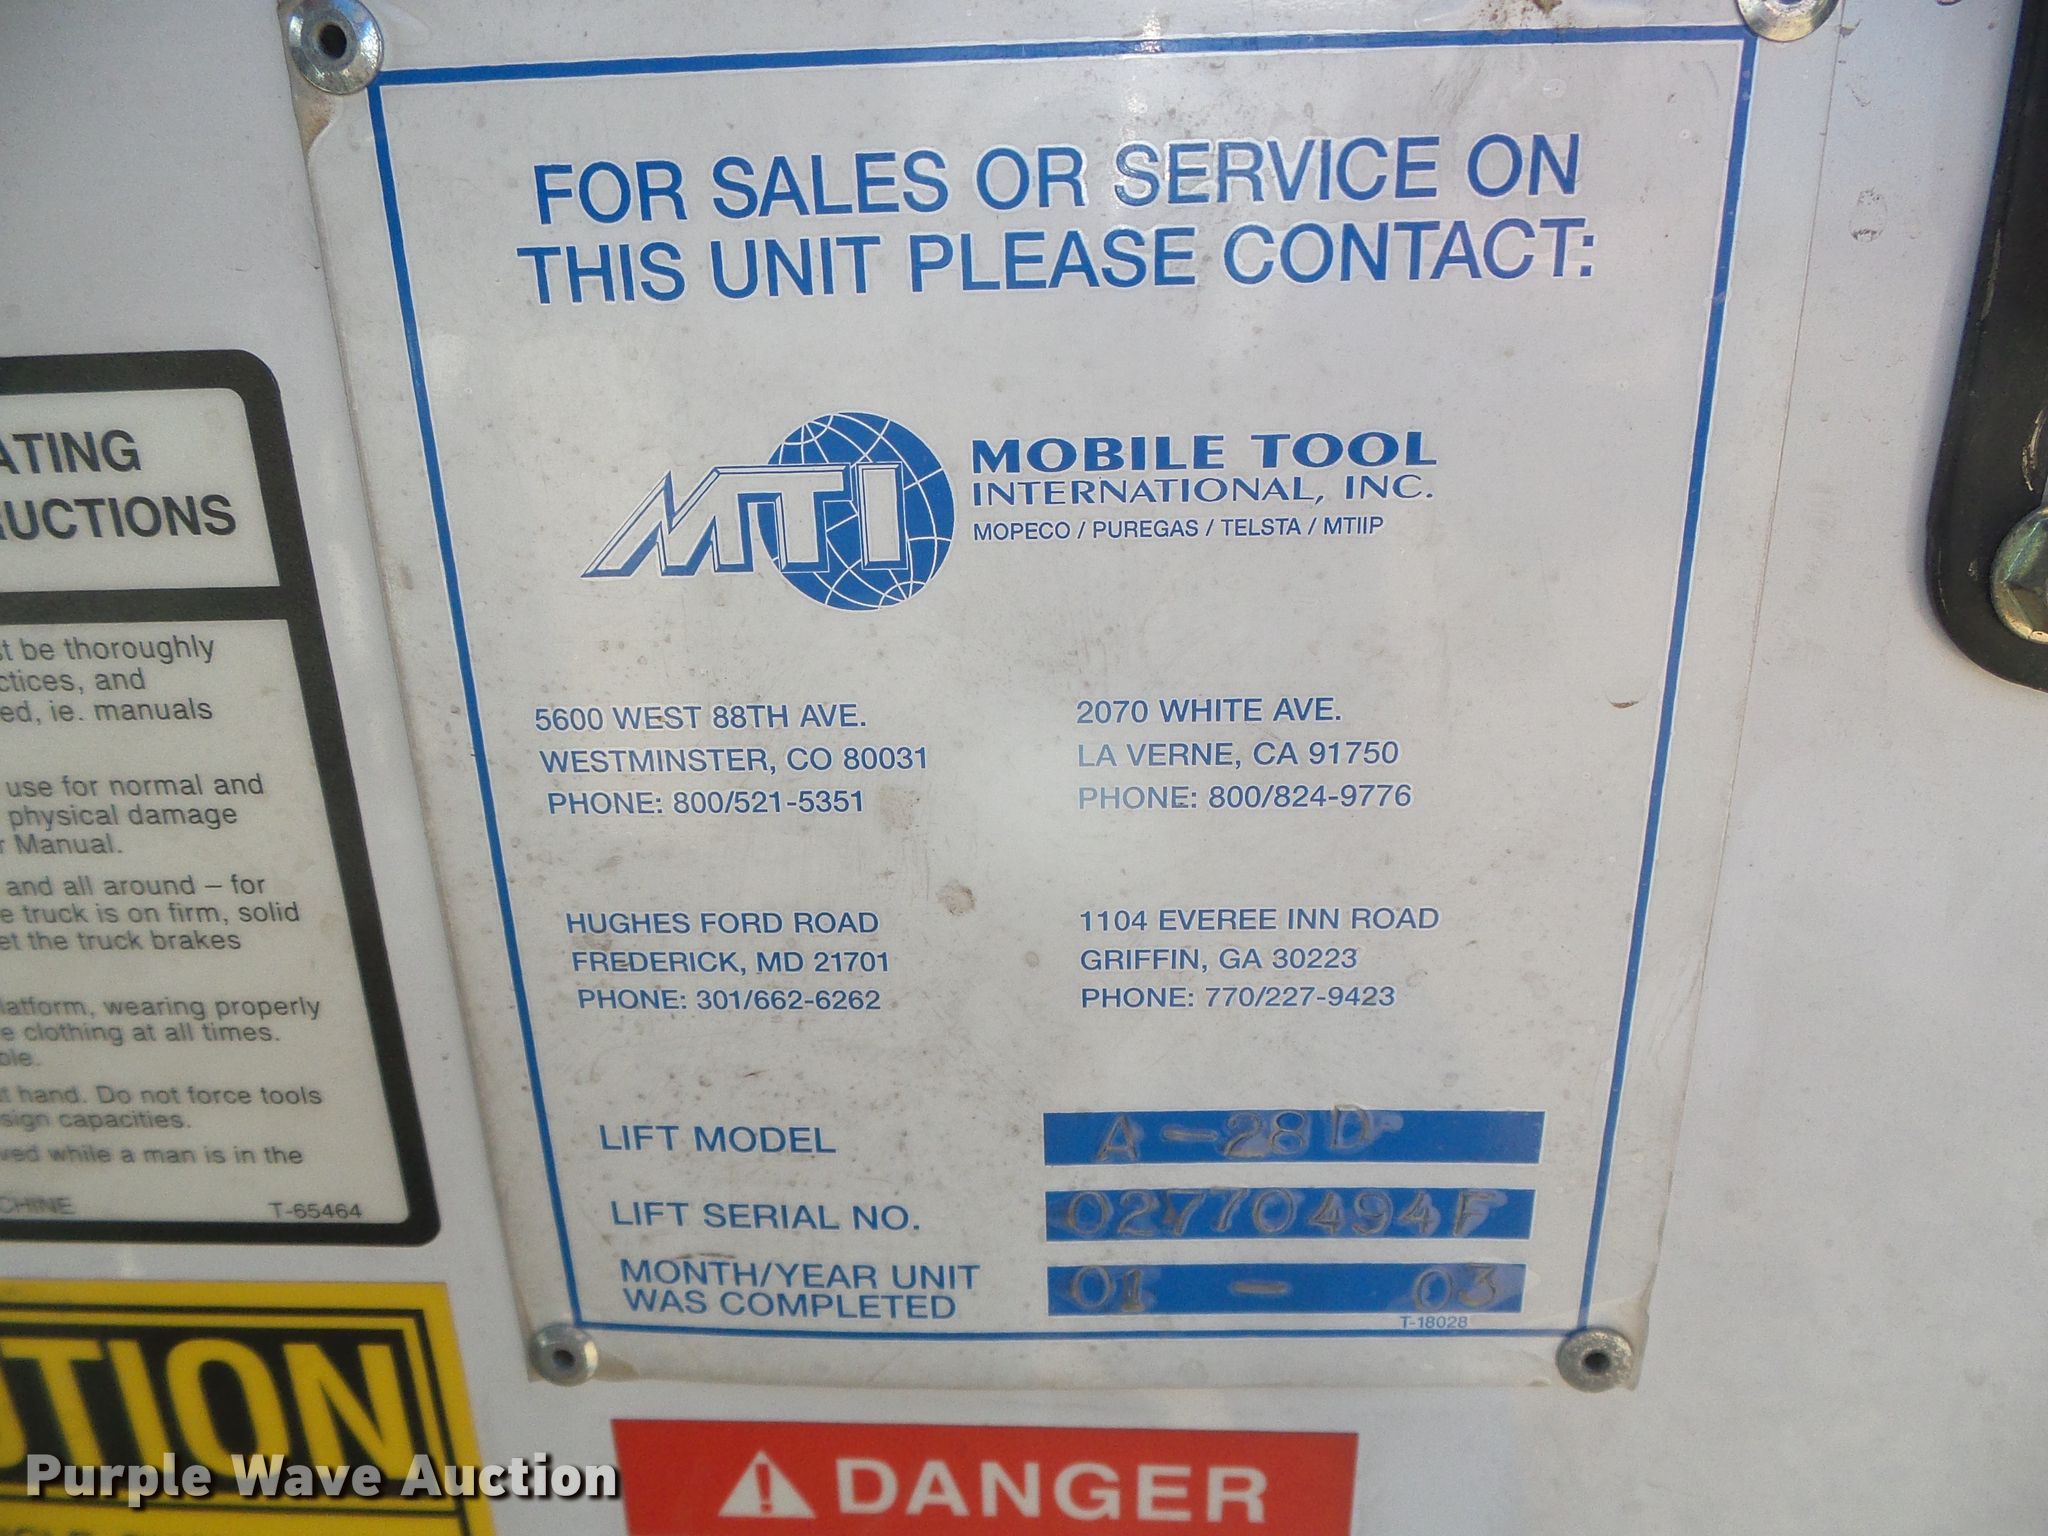 FOR SALES OR SERVICE ON
THIS UNIT PLEASE CONTACT:
MTI
MOBILE TOOL
INTERNATIONAL, INC.
MOPECO / PUREGAS / TELSTA / MTIIP
5600 WEST 88TH AVE.
WESTMINSTER, CO 80031
PHONE: 800/521-5351
2070 WHITE AVE.
LA VERNE, CA 91750
PHONE: 800/824-9776
HUGHES FORD ROAD
FREDERICK, MD 21701
PHONE: 301/662-6262
1104 EVEREE INN ROAD
GRIFFIN, GA 30223
PHONE: 770/227-9423
LIFT MODEL A-28D
LIFT SERIAL NO. 02770494F
MONTH/YEAR UNIT
WAS COMPLETED 01 - 03
T-18028
ATING
RUCTIONS
st be thoroughly
ctices, and
ed, ie. manuals
use for normal and
physical damage
r Manual.
and all around – for
e truck is on firm, solid
et the truck brakes
latform, wearing properly
e clothing at all times.
ble.
t hand. Do not force tools
sign capacities.
ved while a man is in the
CHINE T-65464
UTION
DANGER
Purple Wave Auction